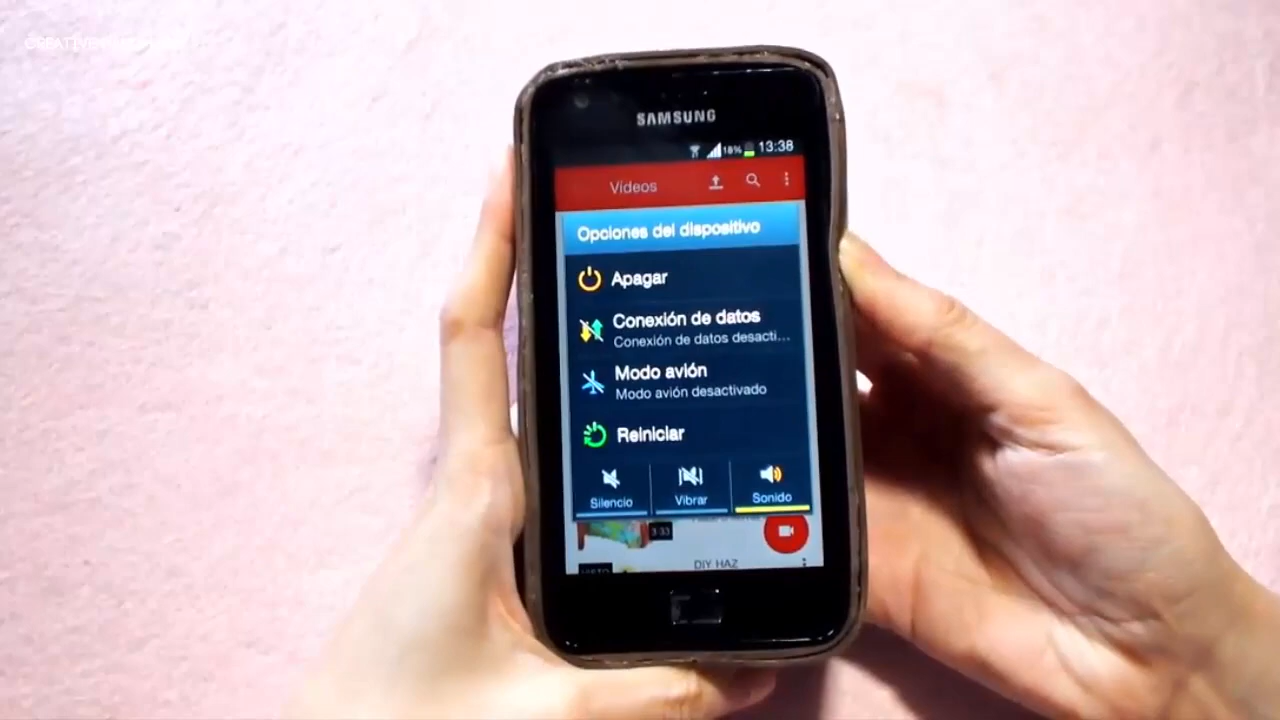 SAMSUNG
18% 13:38
Vídeos
Opciones del dispositivo
Apagar
Conexión de datos
Conexión de datos desacti...
Modo avión
Modo avión desactivado
Reiniciar
Silencio Vibrar Sonido
3:33
DIY HAZ